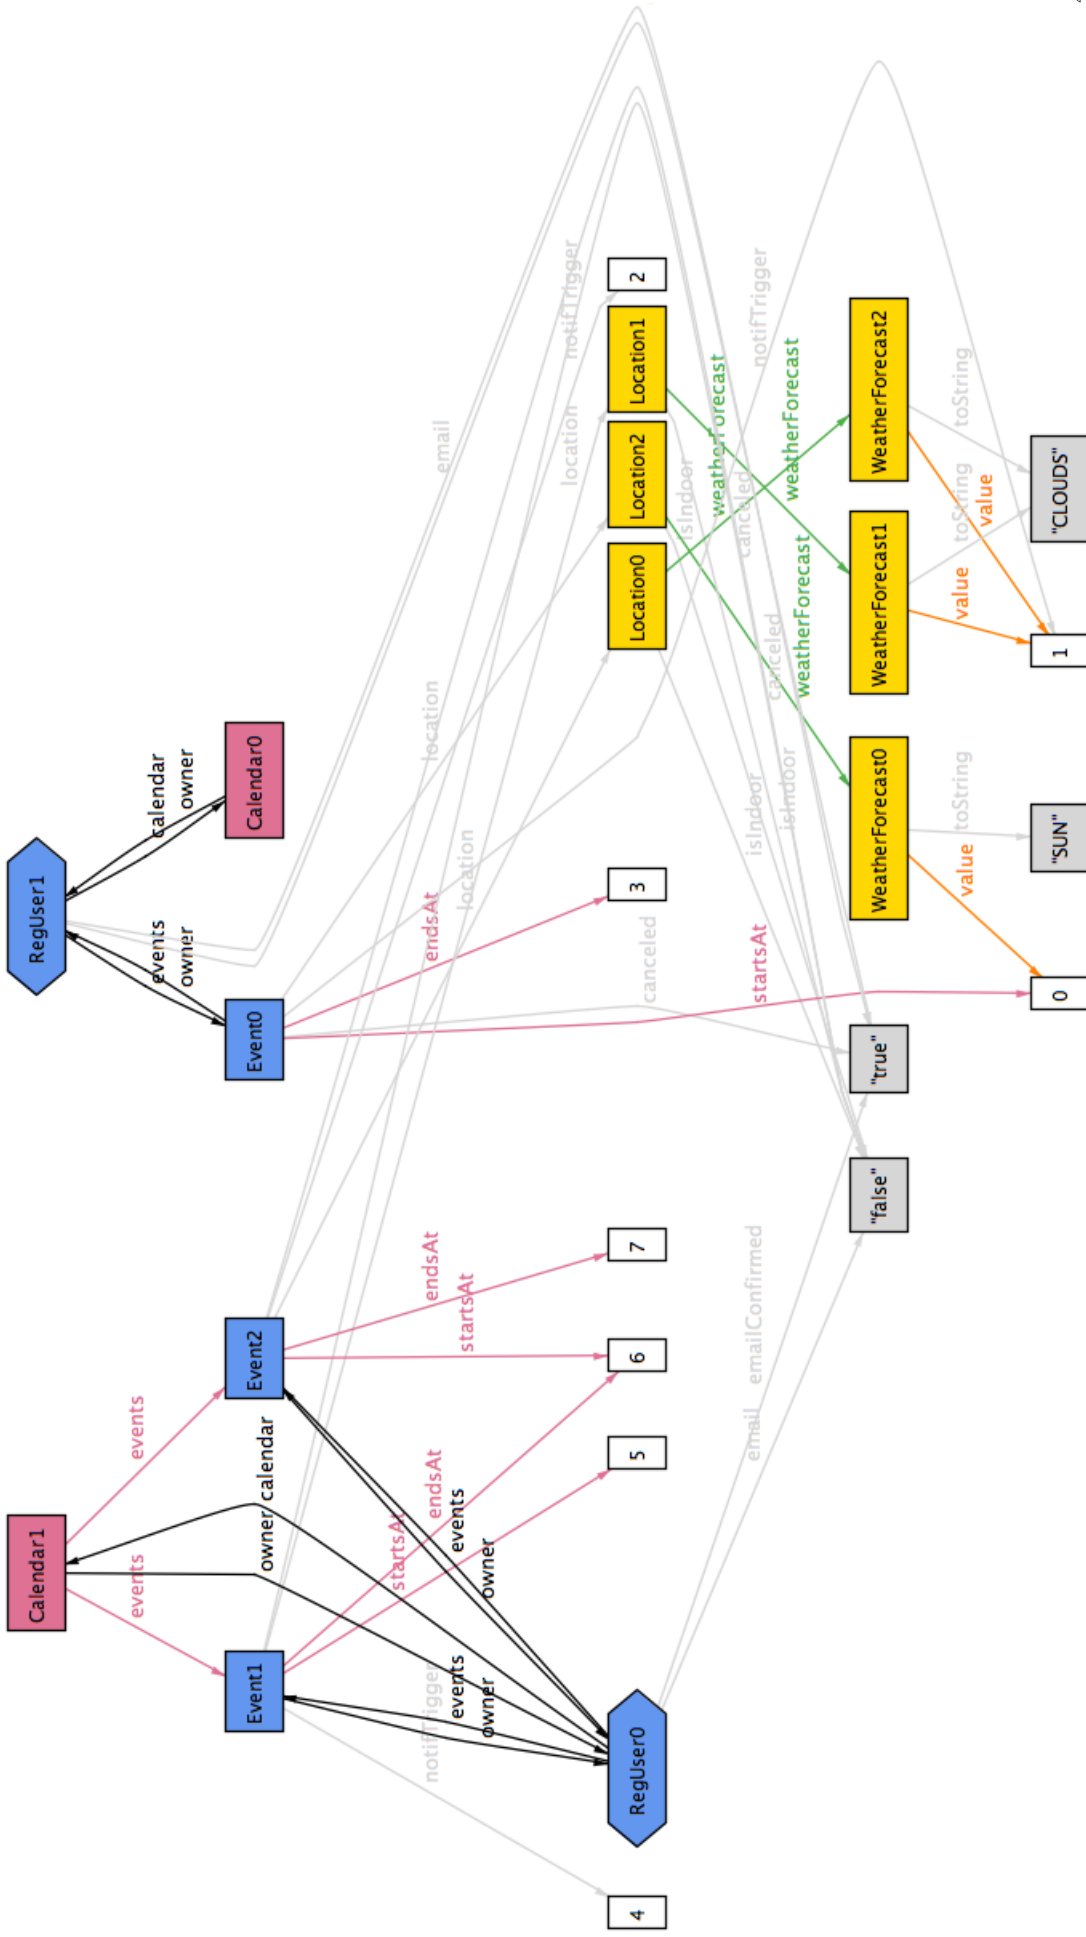 Calendar1
RegUser1
events
events
owner
calendar
events
owner
calendar
owner
Event1
Event2
Event0
Calendar0
notifTrigger
startsAt
endsAt
events
owner
events
owner
endsAt
startsAt
endsAt
location
location
email
location
notifTrigger
4
RegUser0
5
6
7
3
Location0
Location2
Location1
2
email
emailConfirmed
canceled
startsAt
isIndoor
isIndoor
canceled
weatherForecast
isIndoor
canceled
weatherForecast
weatherForecast
notifTrigger
"false"
"true"
WeatherForecast0
WeatherForecast1
WeatherForecast2
value
toString
value
toString
value
toString
0
"SUN"
1
"CLOUDS"